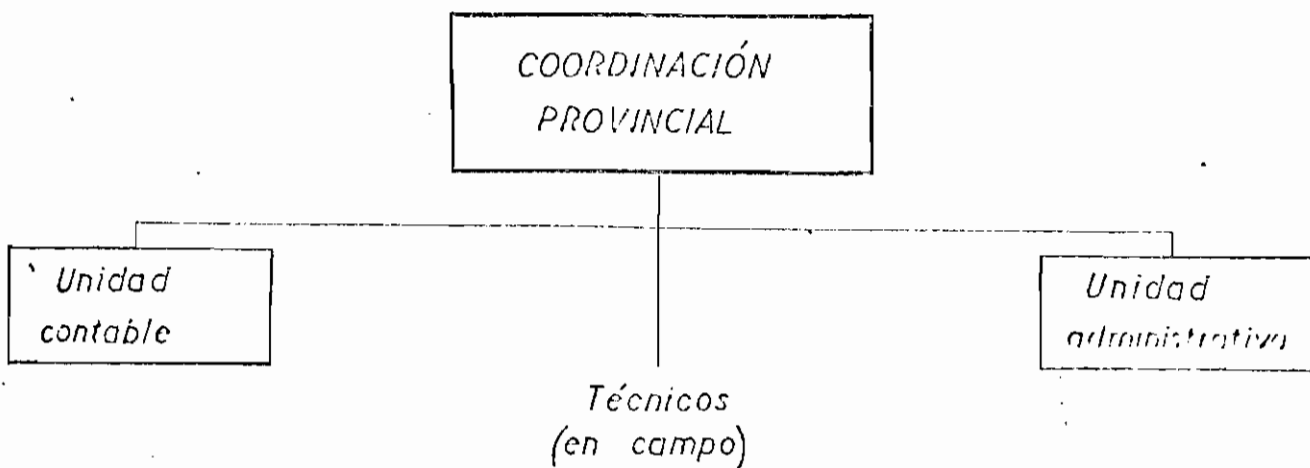 COORDINACIÓN
PROVINCIAL
Unidad
contable
Unidad
administrativa
Técnicos
(en campo)